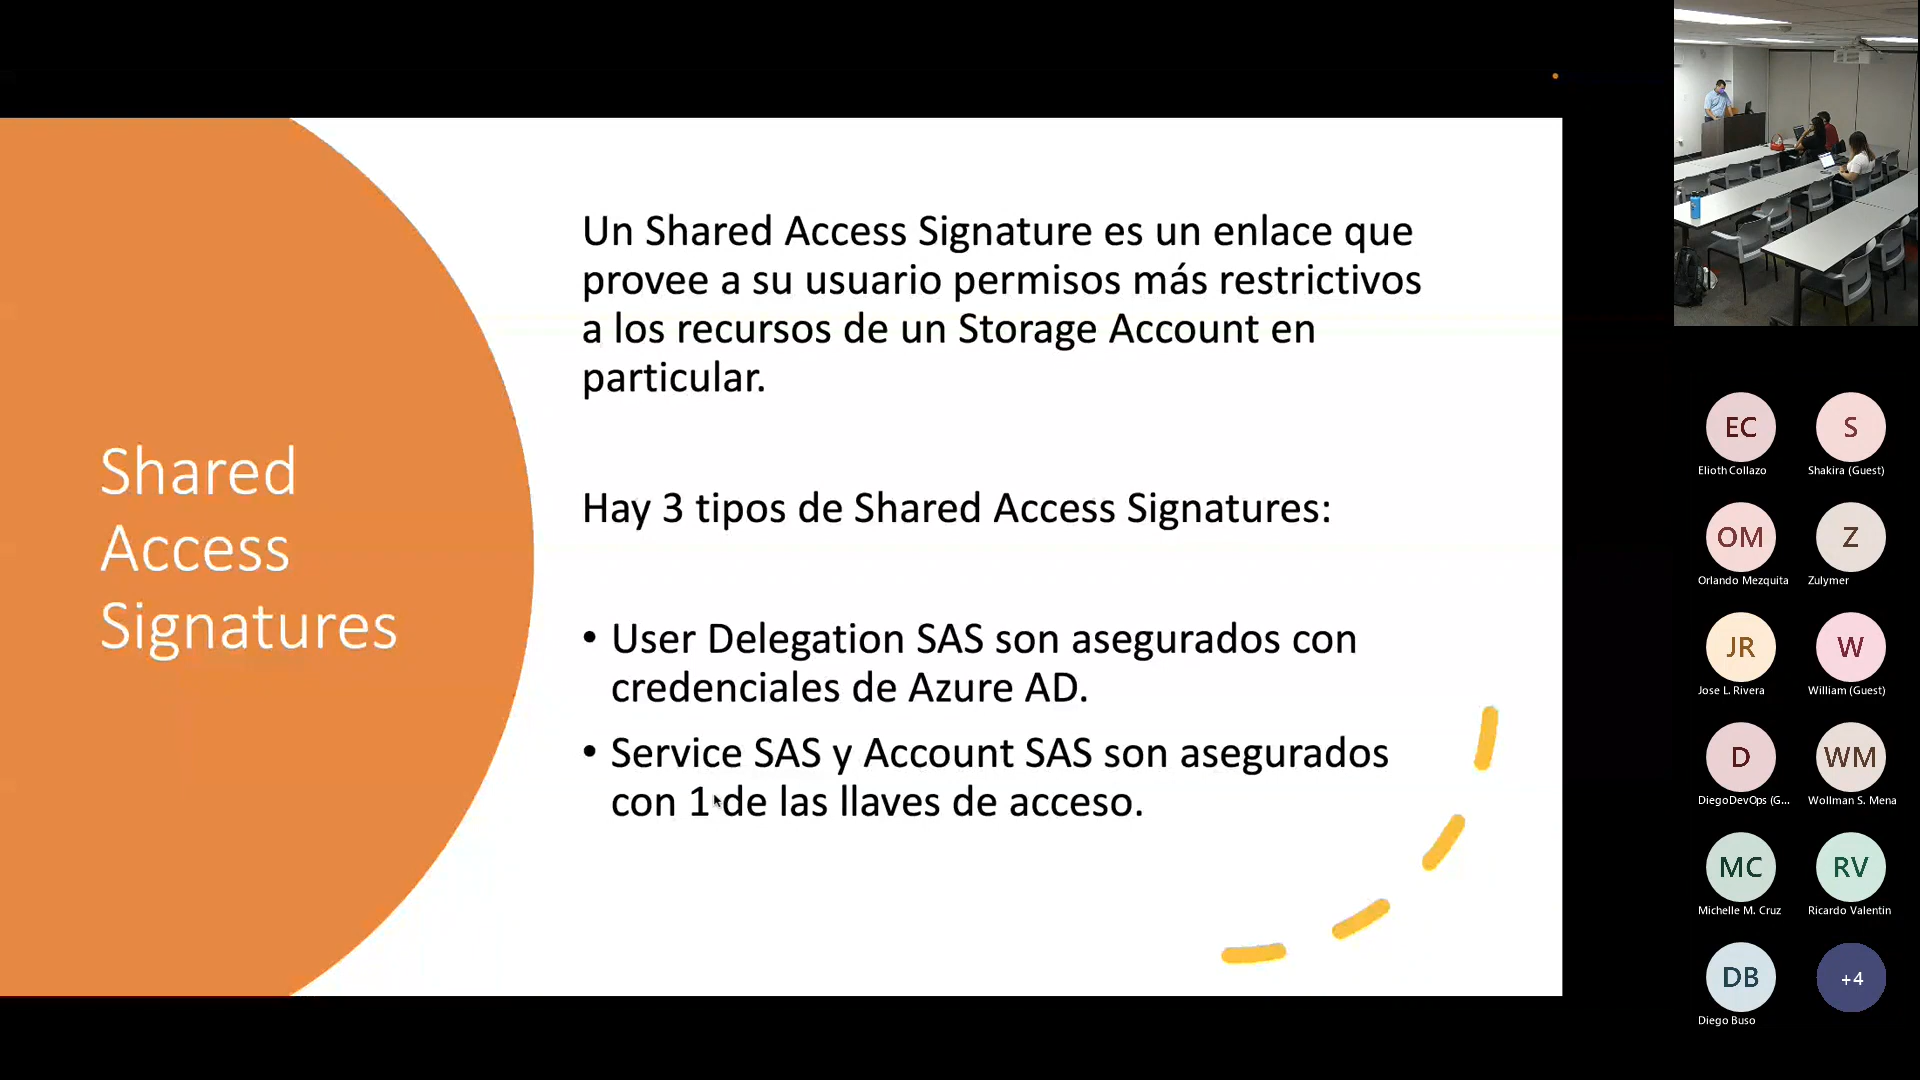 Shared
Access
Signatures
Un Shared Access Signature es un enlace que
provee a su usuario permisos más restrictivos
a los recursos de un Storage Account en
particular.
Hay 3 tipos de Shared Access Signatures:
• User Delegation SAS son asegurados con
credenciales de Azure AD.
• Service SAS y Account SAS son asegurados
con 1 de las llaves de acceso.
EC
Elioth Collazo
S
Shakira (Guest)
OM
Orlando Mezquita
Z
Zulymer
JR
Jose L. Rivera
W
William (Guest)
D
DiegoDevOps (G...
WM
Wollman S. Mena
MC
Michelle M. Cruz
RV
Ricardo Valentin
DB
Diego Buso
+4